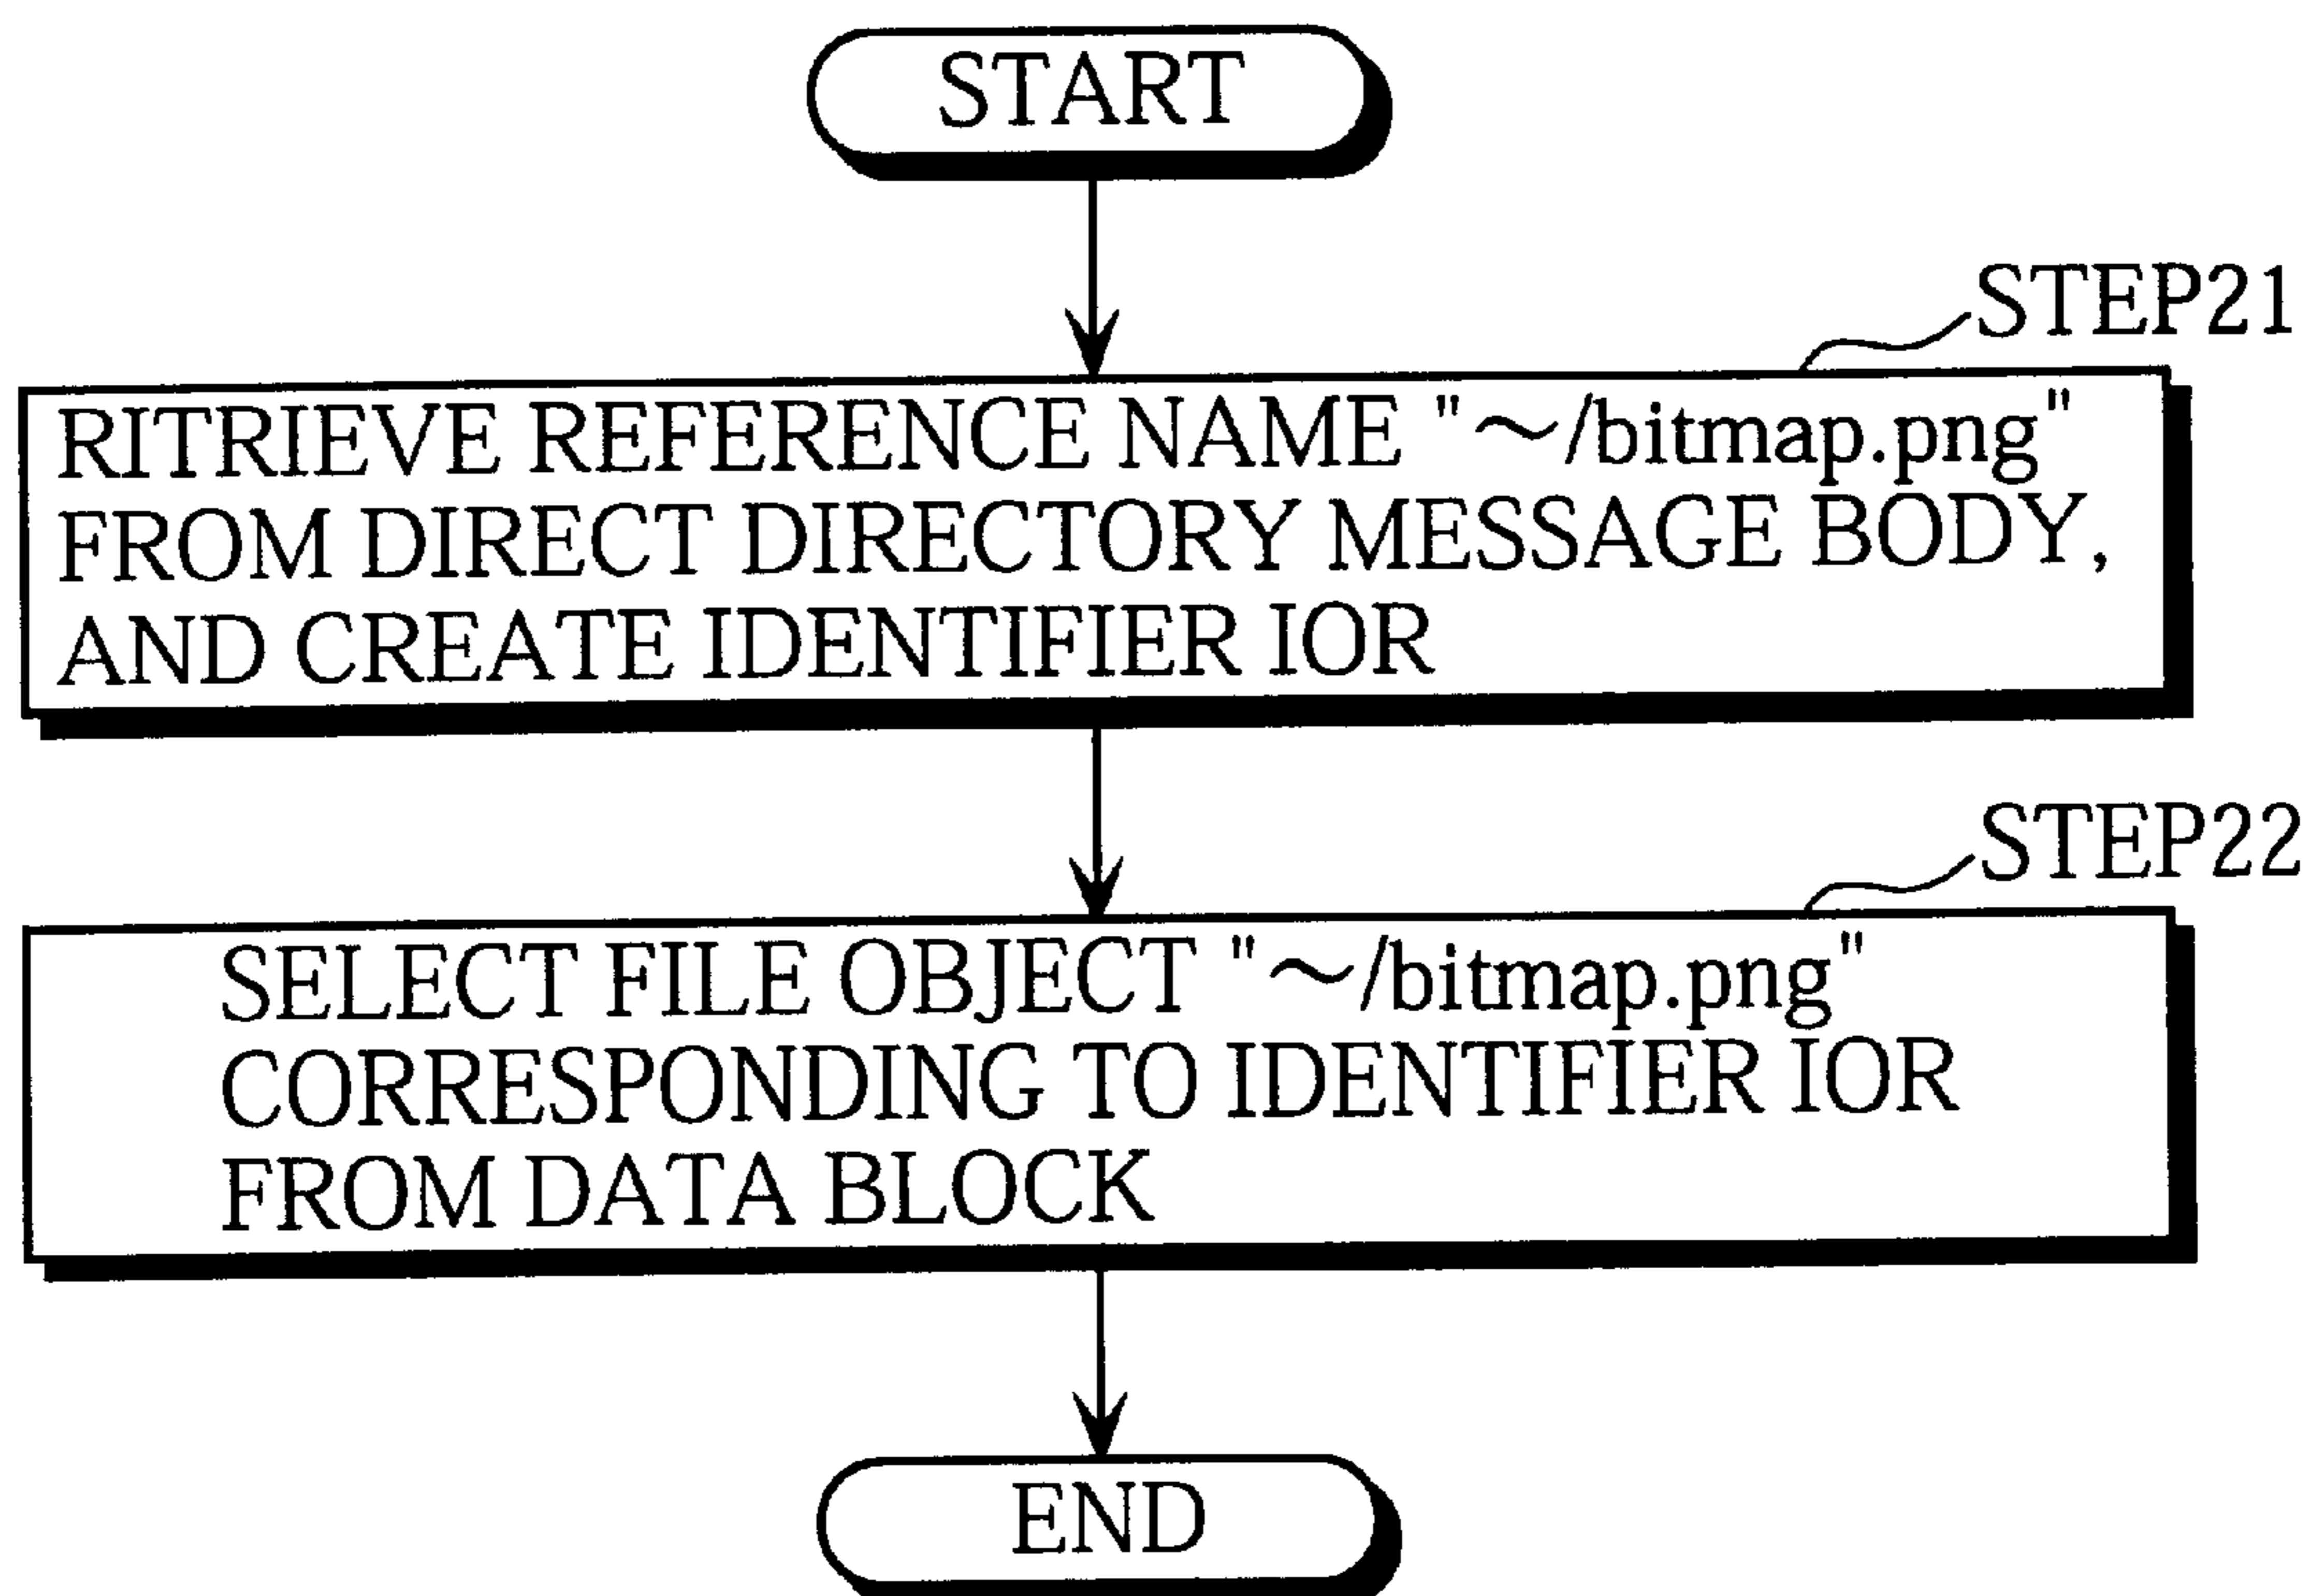 START
STEP21
RITRIEVE REFERENCE NAME "~/bitmap.png"
FROM DIRECT DIRECTORY MESSAGE BODY,
AND CREATE IDENTIFIER IOR
STEP22
SELECT FILE OBJECT "~/bitmap.png"
CORRESPONDING TO IDENTIFIER IOR
FROM DATA BLOCK
END